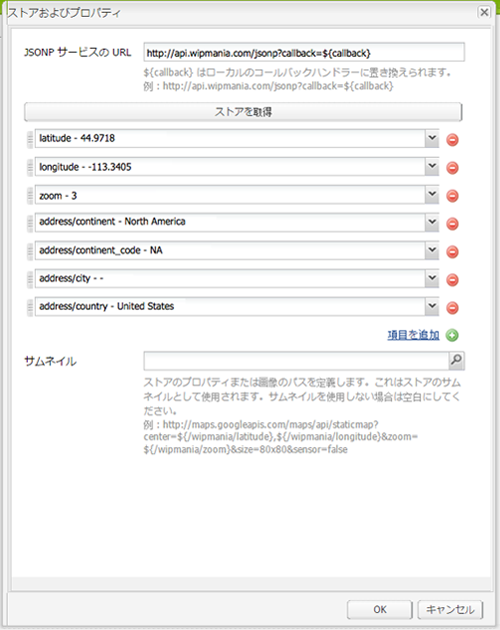 ストアおよびプロパティ
JSONP サービスの URL
http://api.wipmania.com/jsonp?callback=${callback}
${callback} はローカルのコールバックハンドラーに置き換えられます。
例：http://api.wipmania.com/jsonp?callback=${callback}
ストアを取得
latitude - 44.9718
longitude - -113.3405
zoom - 3
address/continent - North America
address/continent_code - NA
address/city - -
address/country - United States
項目を追加
サムネイル
ストアのプロパティまたは画像のパスを定義します。これはストアのサム
ネイルとして使用されます。サムネイルを使用しない場合は空白にしてく
ださい。
例：http://maps.googleapis.com/maps/api/staticmap?
center=${/wipmania/latitude},${/wipmania/longitude}&zoom=
${/wipmania/zoom}&size=80x80&sensor=false
OK
キャンセル